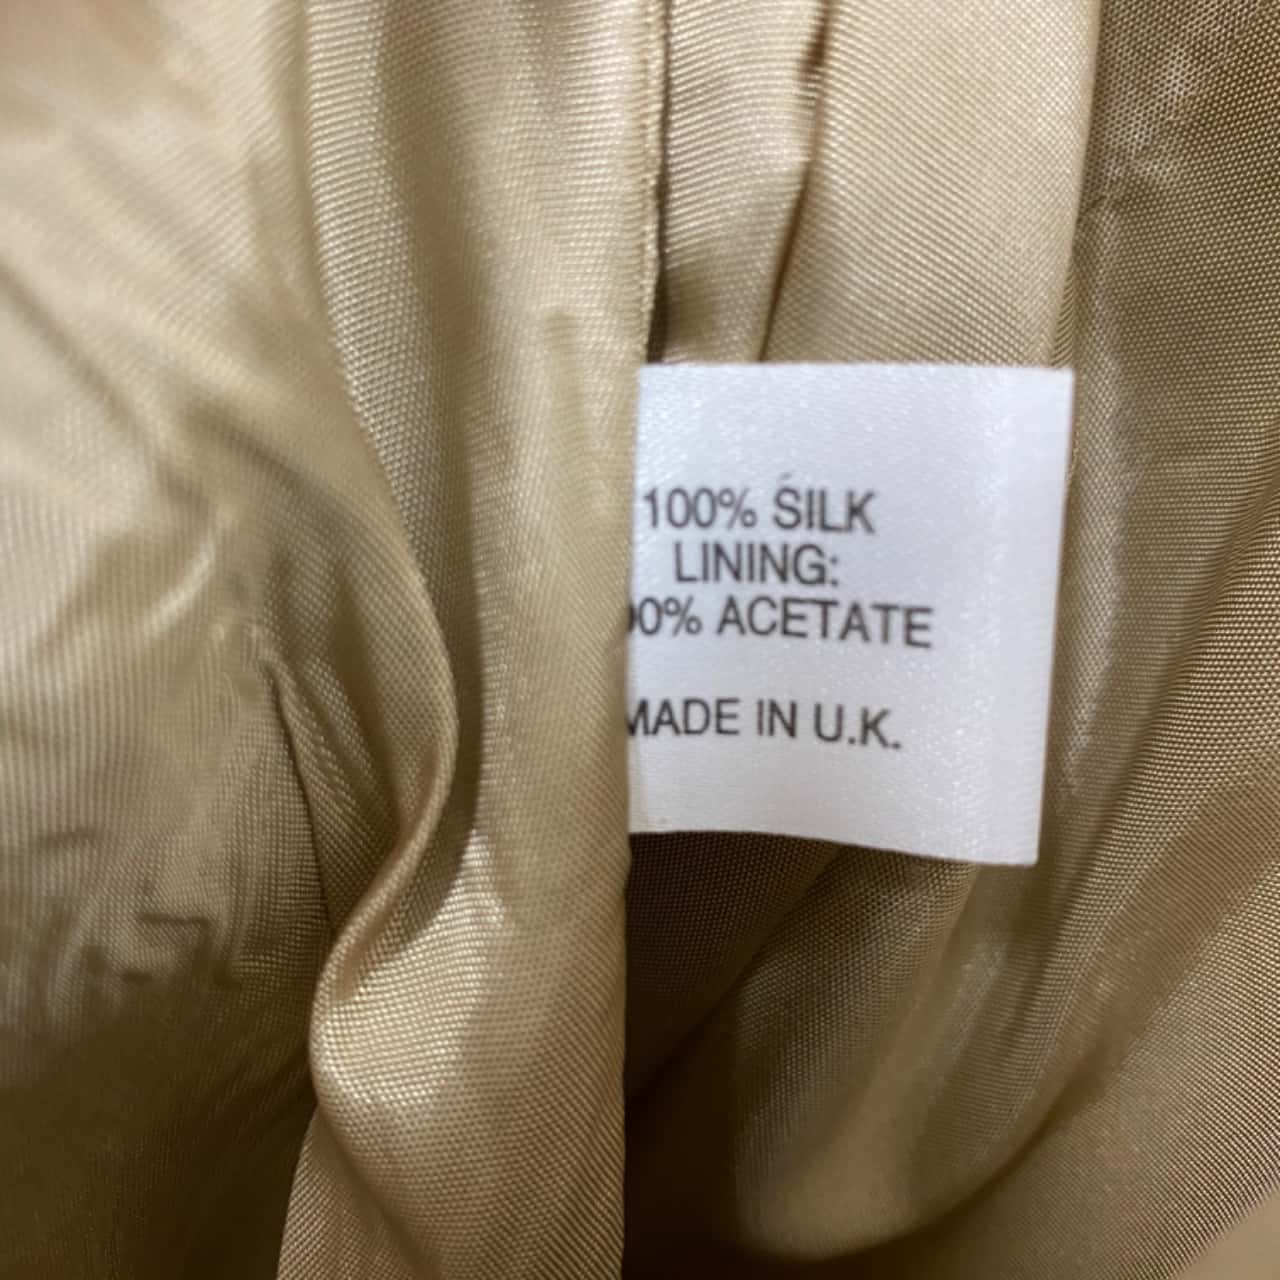 100% SILK
LINING:
00% ACETATE
MADE IN U.K.